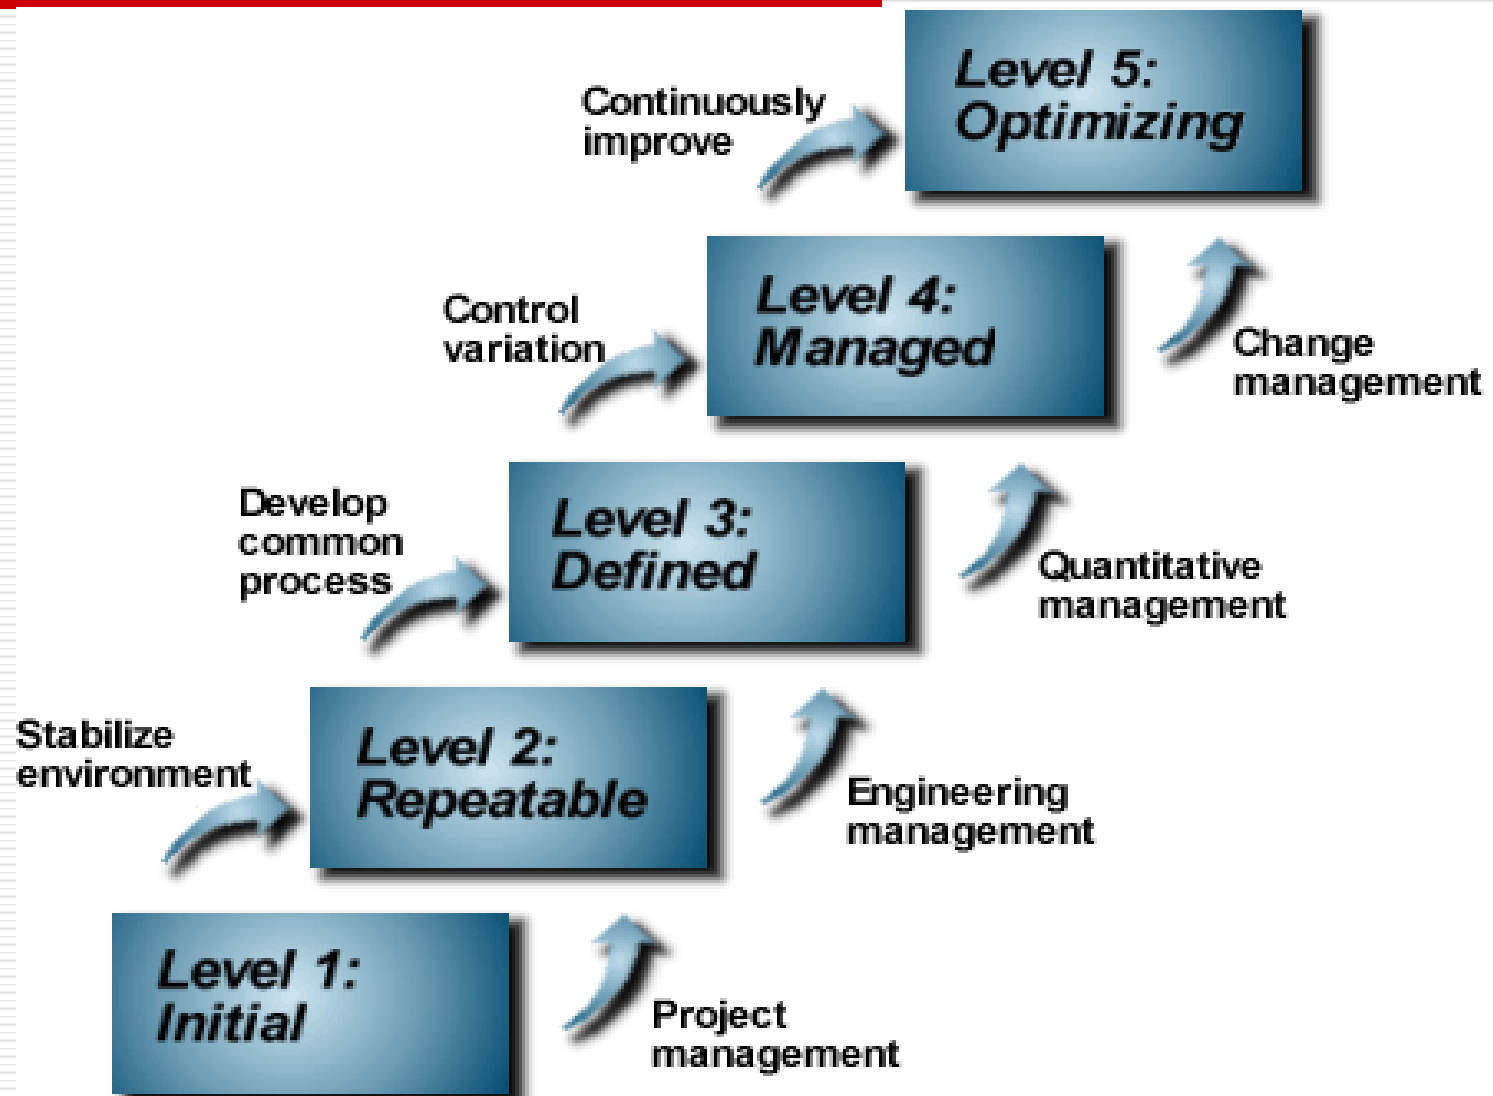 Level 5:
Optimizing
Continuously
improve
Level 4:
Managed
Control
variation
Change
management
Level 3:
Defined
Develop
common
process
Quantitative
management
Level 2:
Repeatable
Stabilize
environment
Engineering
management
Level 1:
Initial
Project
management